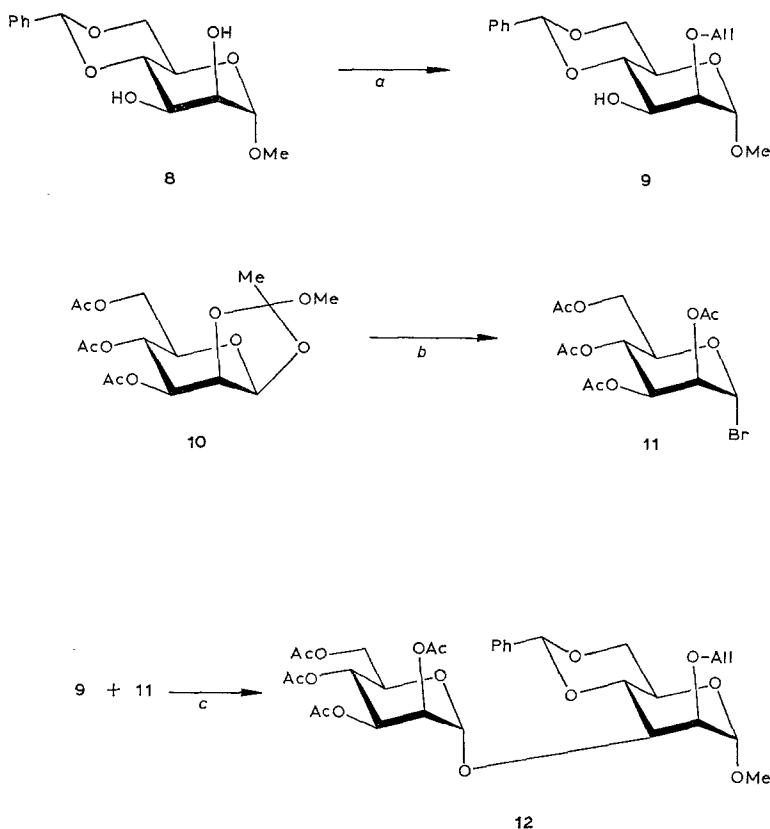 Ph O OH
O O
HO
OMe
8
a
Ph O O-All
O O
HO
OMe
9
Me
AcO O OMe
AcO O O
AcO
10
b
AcO OAc
AcO O
AcO
Br
11
9 + 11
c
AcO OAc
AcO O
AcO
O
Ph O O-All
O O
OMe
12